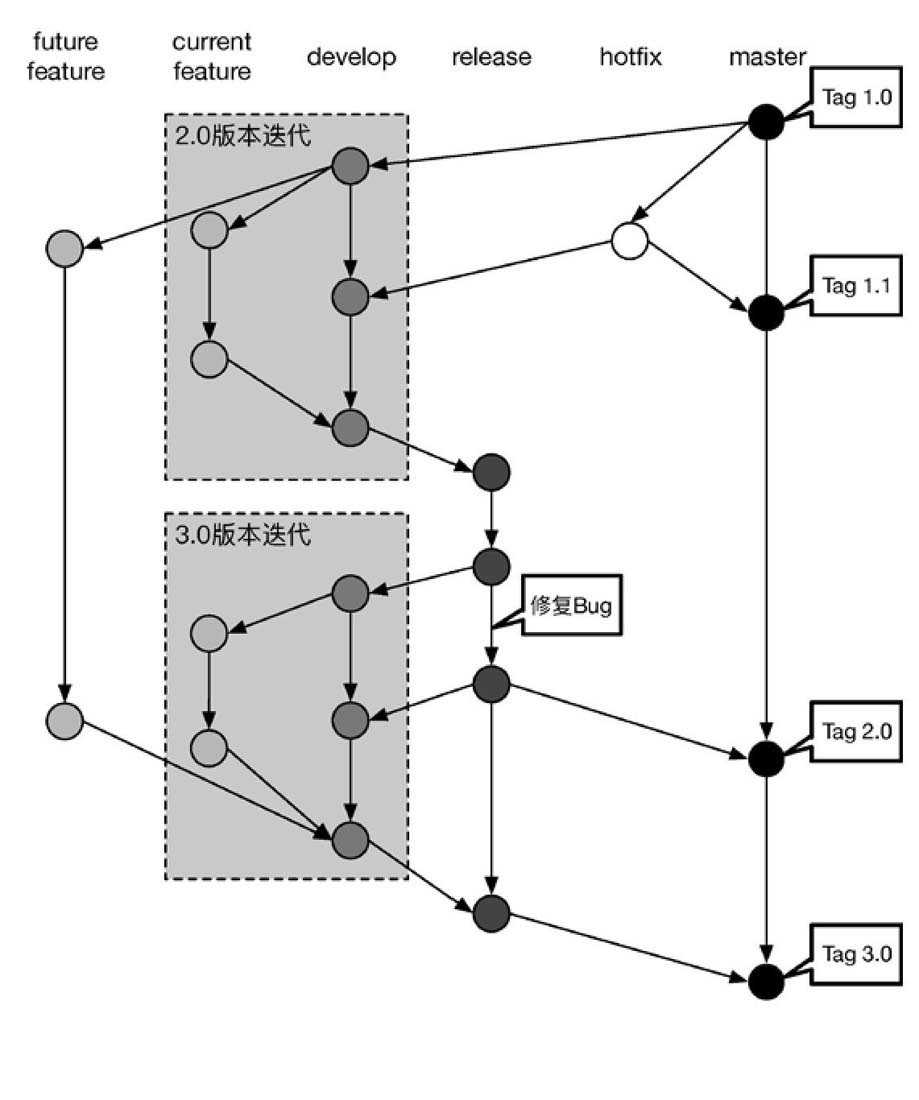 future
feature
current
feature
develop
release
hotfix
master
Tag 1.0
2.0版本迭代
Tag 1.1
3.0版本迭代
修复Bug
Tag 2.0
Tag 3.0